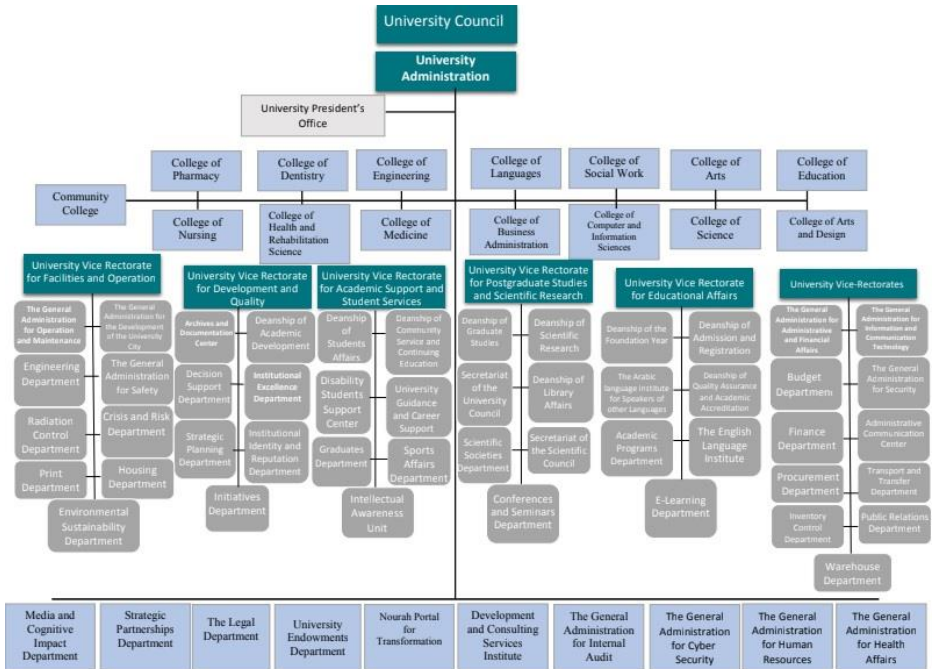 University Council
University
Administration
University President's
Office
College of
Pharmacy
College of
Dentistry
College of
Engineering
College of
Languages
College of
Social Work
College of
Arts
College of
Education
Community
College
College of
Nursing
College of
Health and
Rehabilitation
Science
College of
Medicine
College of
Business
Administration
College of
Computer and
Information
Sciences
College of
Science
College of Arts
and Design
University Vice Rectorate
for Facilities and Operation
The General
Administration
for Operation
and Maintenance
The General
Administration for
the Development
of the University
City
Engineering
Department
The General
Administration
for Safety
Radiation
Control
Department
Crisis and Risk
Department
Print
Department
Housing
Department
Environmental
Sustainability
Department
University Vice Rectorate
for Development and
Quality
Archives and
Documentation
Center
Deanship of
Academic
Development
Decision
Support
Department
Institutional
Excellence
Department
Strategic
Planning
Department
Institutional
Identity and
Reputation
Department
Initiatives
Department
University Vice Rectorate
for Academic Support and
Student Services
Deanship
of
Students
Affairs
Deanship of
Community
Service and
Continuing
Education
Disability
Students
Support
Center
University
Guidance
and Career
Support
Graduates
Department
Sports
Affairs
Department
Intellectual
Awareness
Unit
University Vice Rectorate
for Postgraduate Studies
and Scientific Research
Deanship
of Graduate
Studies
Deanship of
Scientific
Research
Secretariat
of the
University
Council
Deanship of
Library
Affairs
Scientific
Societies
Department
Secretariat of
the Scientific
Council
Conferences
and Seminars
Department
University Vice Rectorate
for Educational Affairs
Deanship of the
Foundation Year
Deanship of
Admission and
Registration
The Arabic
language Institute
for Speakers of
other Languages
Deanship of
Quality Assurance
and Academic
Accreditation
Academic
Programs
Department
The English
Language
Institute
E-Learning
Department
University Vice-Rectorates
The General
Administration for
Administrative
and Financial
Affairs
The General
Administration for
Information and
Communication
Technology
Budget
Department
The General
Administration
for Security
Finance
Department
Administrative
Communication
Center
Procurement
Department
Transport and
Transfer
Department
Inventory
Control
Department
Public Relations
Department
Warehouse
Department
Media and
Cognitive
Impact
Department
Strategic
Partnerships
Department
The Legal
Department
University
Endowments
Department
Nourah Portal
for
Transformation
Development
and Consulting
Services
Institute
The General
Administration
for Internal
Audit
The General
Administration
for Cyber
Security
The General
Administration
for Human
Resources
The General
Administration
for Health
Affairs